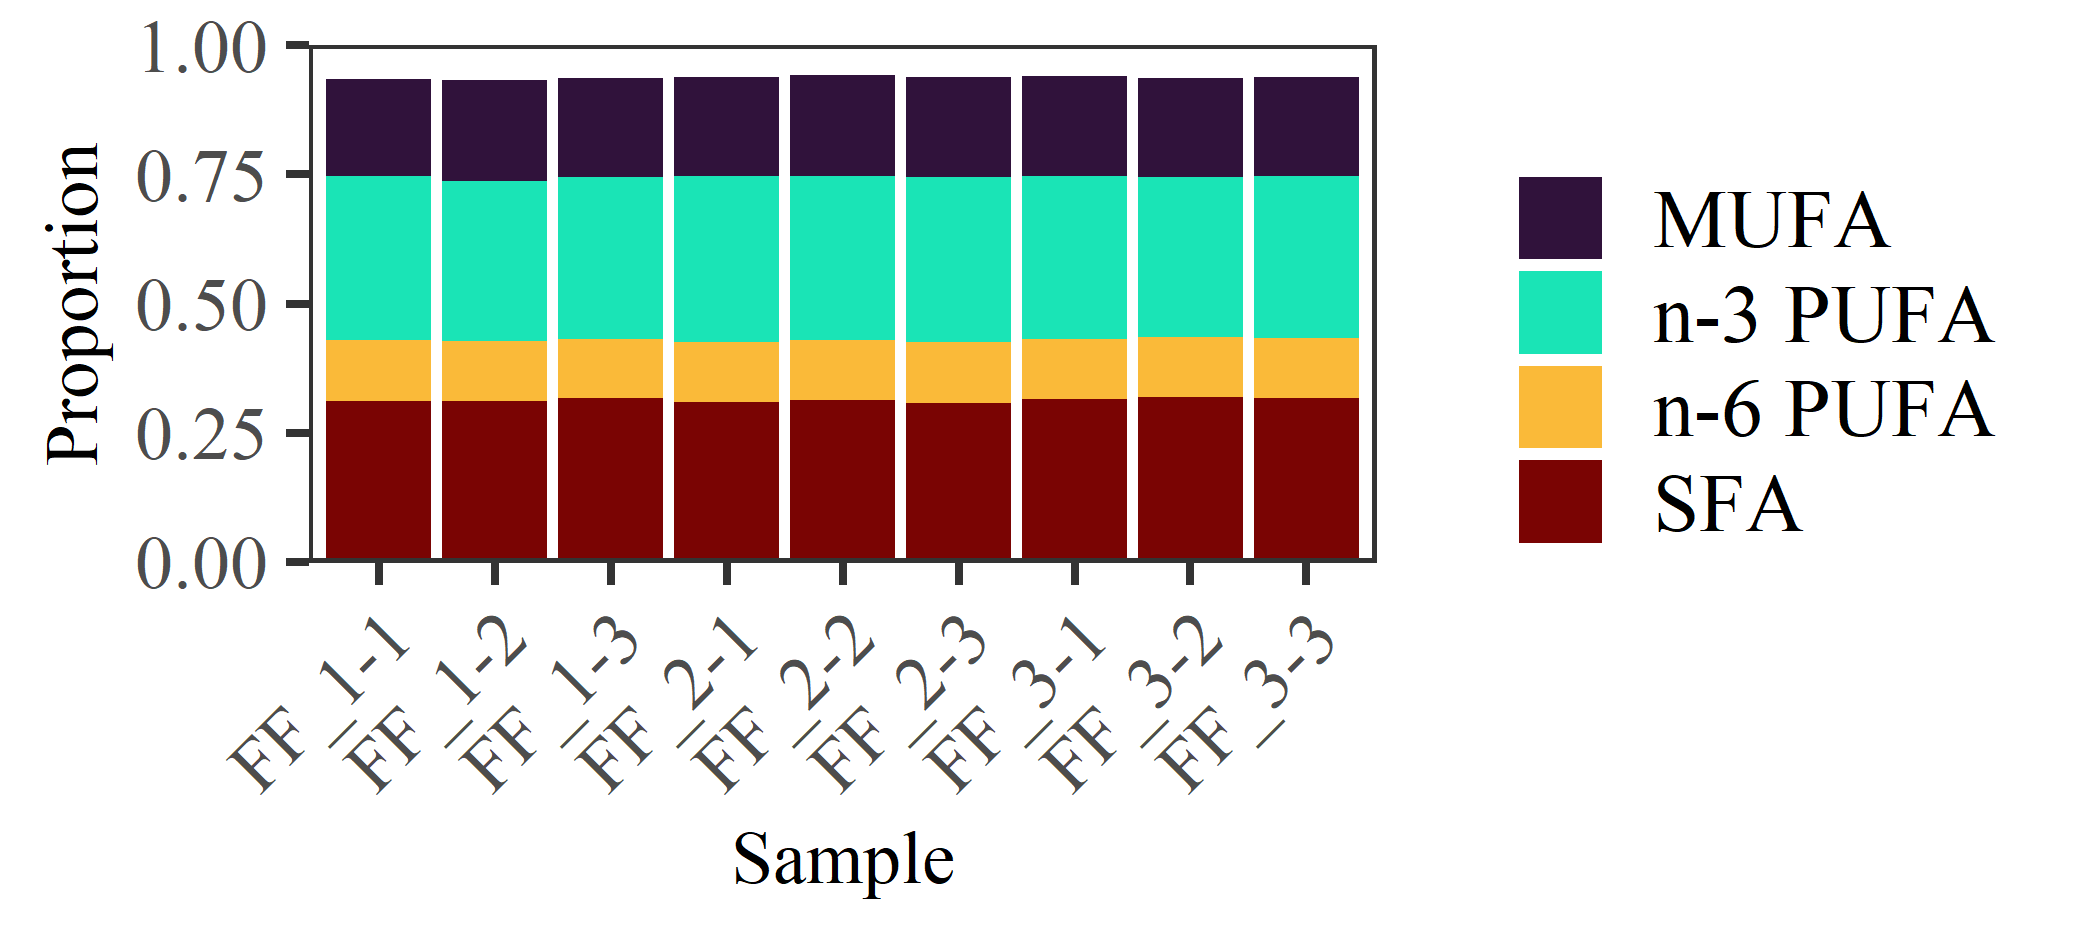 1.00
0.75
0.50
0.25
0.00
Proportion
FF_1-1
FF_1-2
FF_1-3
FF_2-1
FF_2-2
FF_2-3
FF_3-1
FF_3-2
FF_3-3
Sample
MUFA
n-3 PUFA
n-6 PUFA
SFA